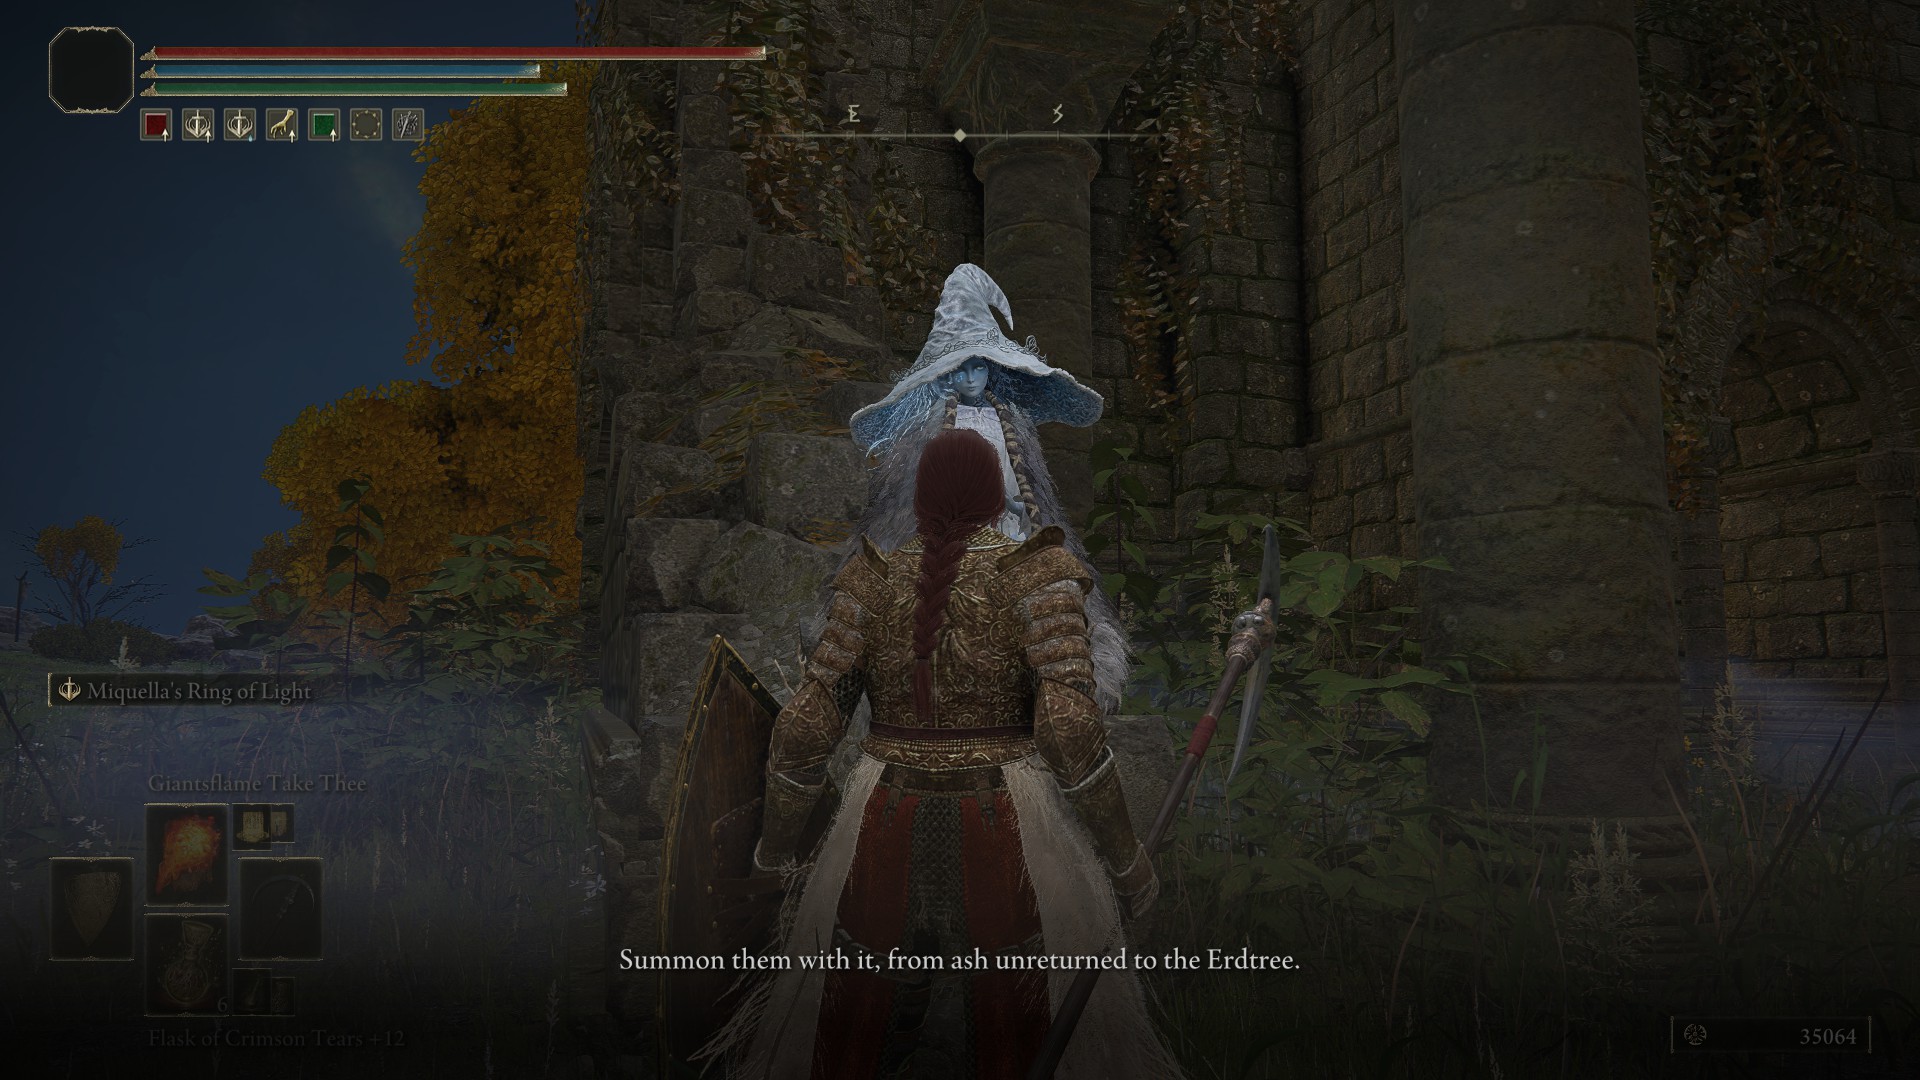 E S
Miquella's Ring of Light
Giantsflame Take Thee
6
Summon them with it, from ash unreturned to the Erdtree.
Flask of Crimson Tears +12
35064